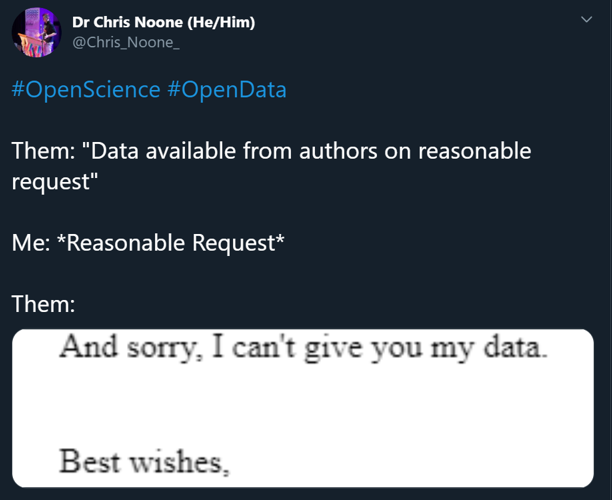 Dr Chris Noone (He/Him)
@Chris_Noone_
#OpenScience #OpenData
Them: "Data available from authors on reasonable
request"
Me: *Reasonable Request*
Them:
And sorry, I can't give you my data.
Best wishes,